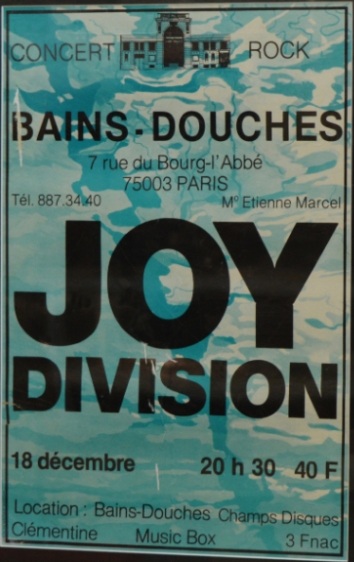 CONCERT ROCK
BAINS-DOUCHES
7 rue du Bourg-l'Abbé
75003 PARIS
Tél. 887.34.40 M° Etienne Marcel
JOY
DIVISION
18 décembre 20 h 30 40 F
Location : Bains-Douches Champs Disques
Clémentine Music Box 3 Fnac